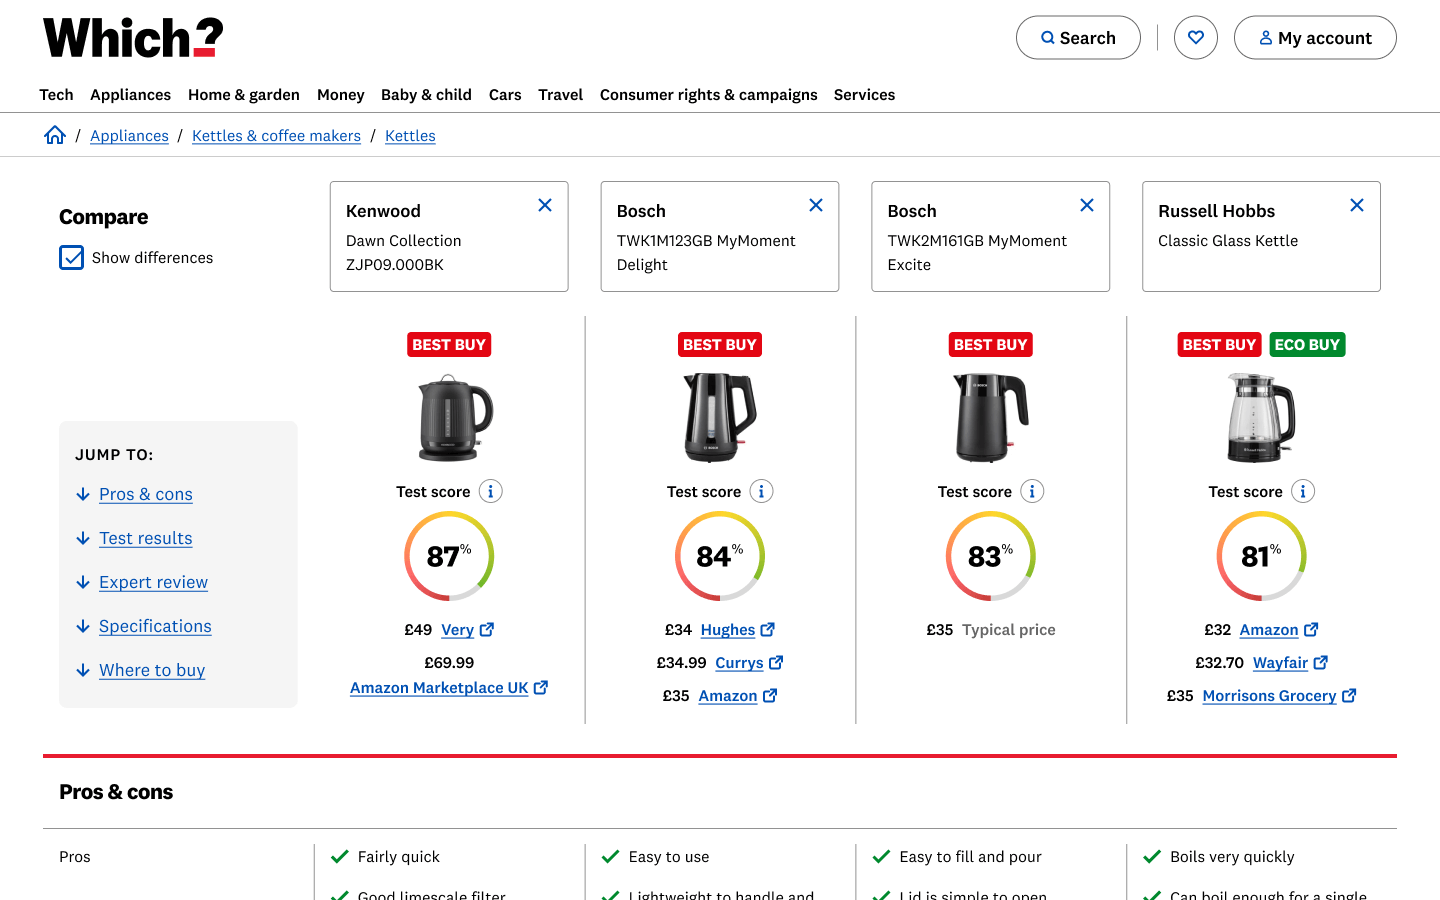 Which?
Search
My account
Tech Appliances Home & garden Money Baby & child Cars Travel Consumer rights & campaigns Services
/ Appliances / Kettles & coffee makers / Kettles
Compare
Show differences
Kenwood
Dawn Collection
ZJP09.000BK
Bosch
TWK1M123GB MyMoment
Delight
Bosch
TWK2M161GB MyMoment
Excite
Russell Hobbs
Classic Glass Kettle
JUMP TO:
Pros & cons
Test results
Expert review
Specifications
Where to buy
BEST BUY
Test score
87%
£49 Very
£69.99
Amazon Marketplace UK
BEST BUY
Test score
84%
£34 Hughes
£34.99 Currys
£35 Amazon
BEST BUY
Test score
83%
£35 Typical price
BEST BUY ECO BUY
Test score
81%
£32 Amazon
£32.70 Wayfair
£35 Morrisons Grocery
Pros & cons
Pros
Fairly quick
Good limescale filter
Easy to use
Lightweight to handle and
Easy to fill and pour
Lid is simple to open
Boils very quickly
Can boil enough for a single